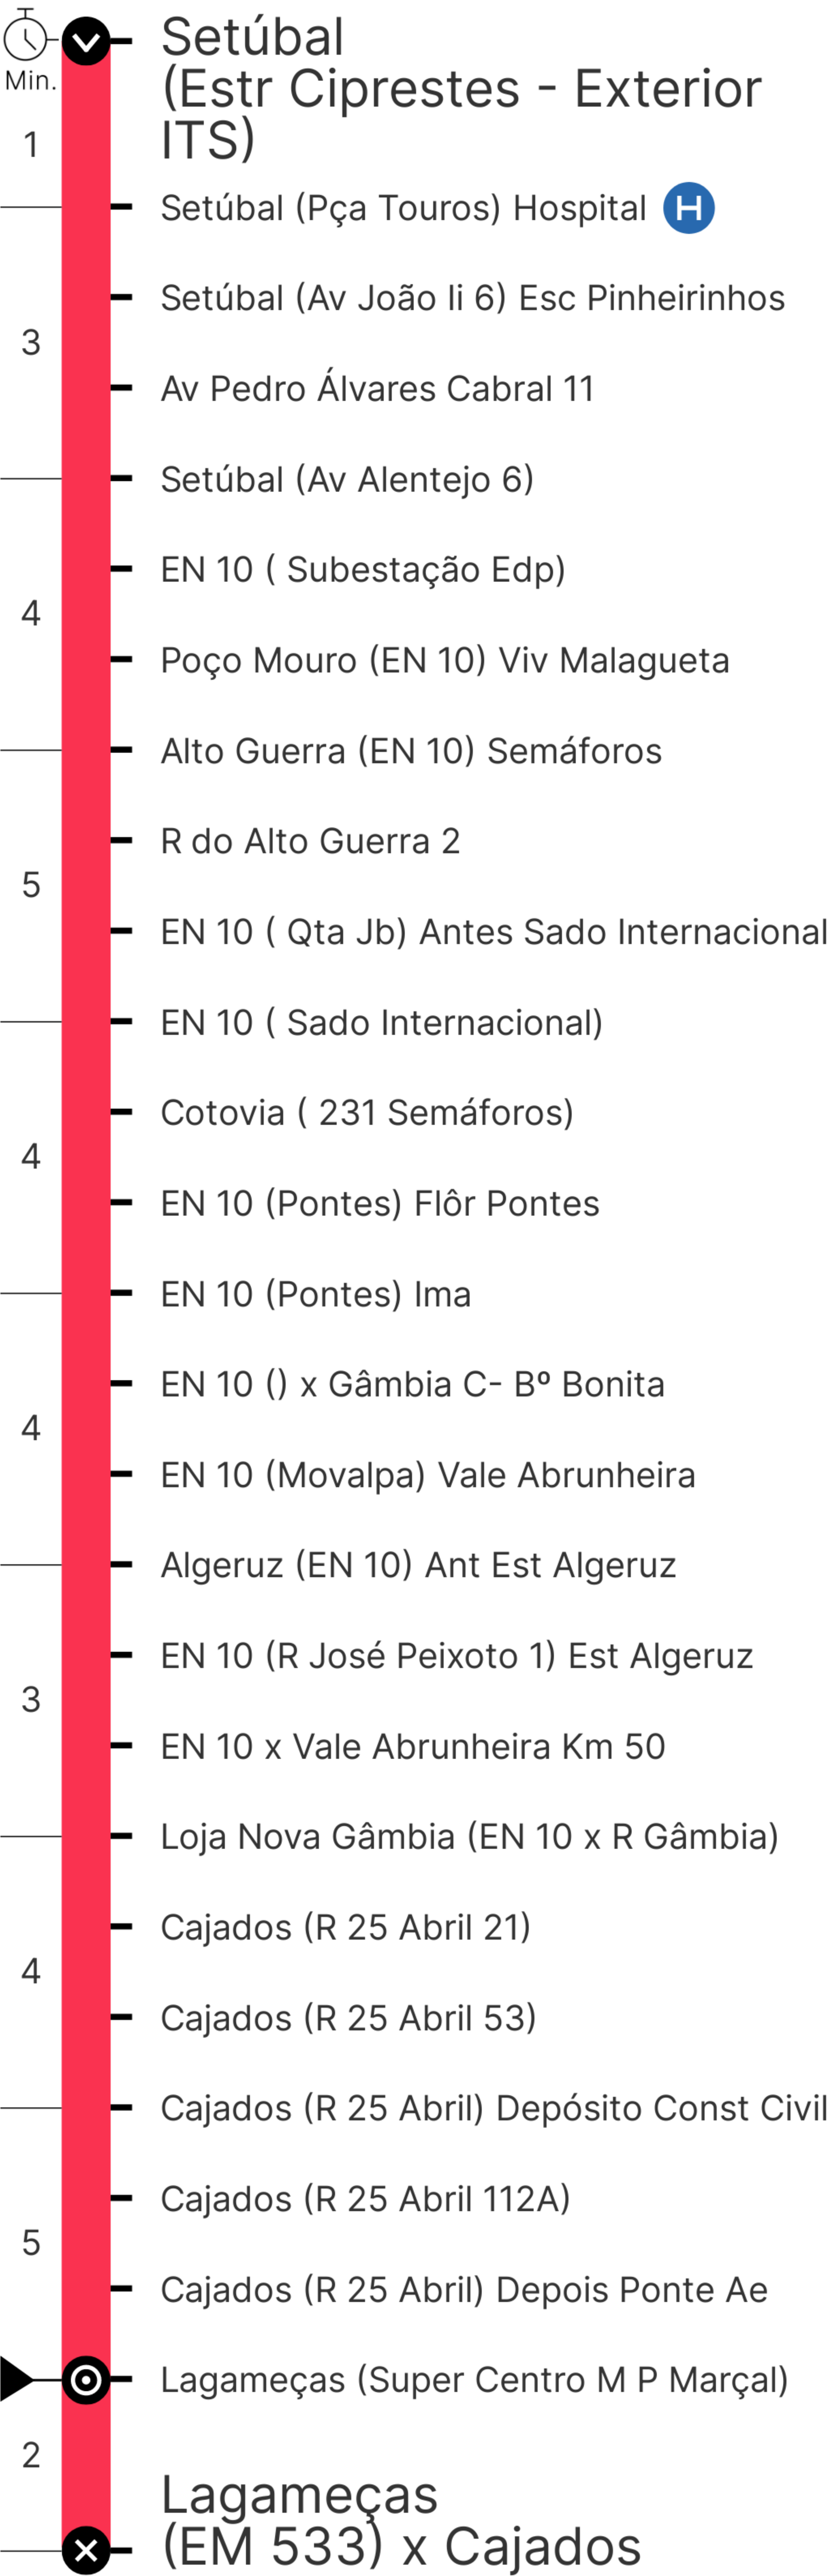 Setúbal
(Estr Ciprestes - Exterior
ITS)
Min.
1
Setúbal (Pça Touros) Hospital H
Setúbal (Av João Ii 6) Esc Pinheirinhos
3
Av Pedro Álvares Cabral 11
Setúbal (Av Alentejo 6)
EN 10 ( Subestação Edp)
4
Poço Mouro (EN 10) Viv Malagueta
Alto Guerra (EN 10) Semáforos
R do Alto Guerra 2
5
EN 10 ( Qta Jb) Antes Sado Internacional
EN 10 ( Sado Internacional)
Cotovia ( 231 Semáforos)
4
EN 10 (Pontes) Flôr Pontes
EN 10 (Pontes) Ima
EN 10 () x Gâmbia C- Bº Bonita
4
EN 10 (Movalpa) Vale Abrunheira
Algeruz (EN 10) Ant Est Algeruz
EN 10 (R José Peixoto 1) Est Algeruz
3
EN 10 x Vale Abrunheira Km 50
Loja Nova Gâmbia (EN 10 x R Gâmbia)
Cajados (R 25 Abril 21)
4
Cajados (R 25 Abril 53)
Cajados (R 25 Abril) Depósito Const Civil
Cajados (R 25 Abril 112A)
5
Cajados (R 25 Abril) Depois Ponte Ae
Lagameças (Super Centro M P Marçal)
2
Lagameças
(EM 533) x Cajados